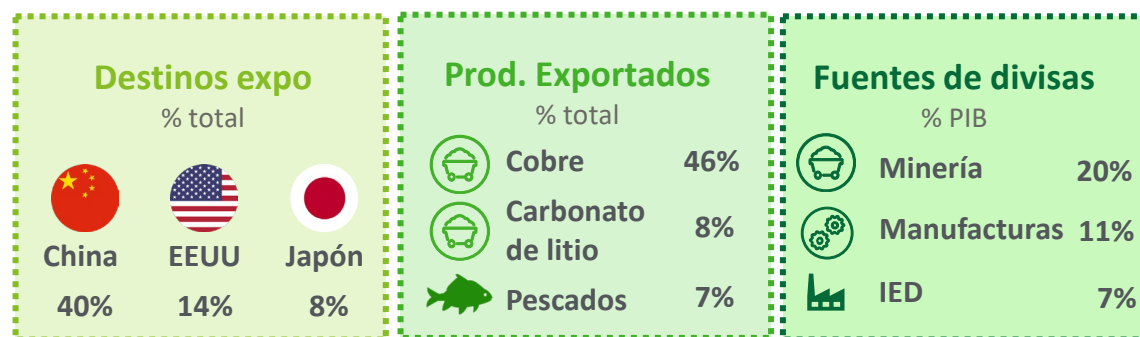 Destinos expo
% total
China EEUU Japón
40% 14% 8%
Prod. Exportados
% total
Cobre 46%
Carbonato
de litio 8%
Pescados 7%
Fuentes de divisas
% PIB
Minería 20%
Manufacturas 11%
IED 7%